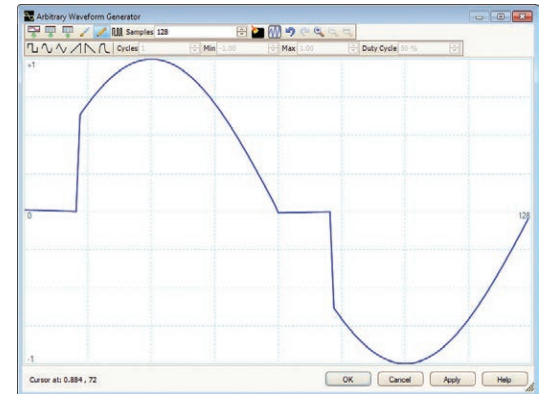 Arbitrary Waveform Generator
Samples 128
Cycles 1 Min -1.00 Max 1.00 Duty Cycle 50 %
+1
0
128
-1
Cursor at: 0.884 , 72
OK Cancel Apply Help